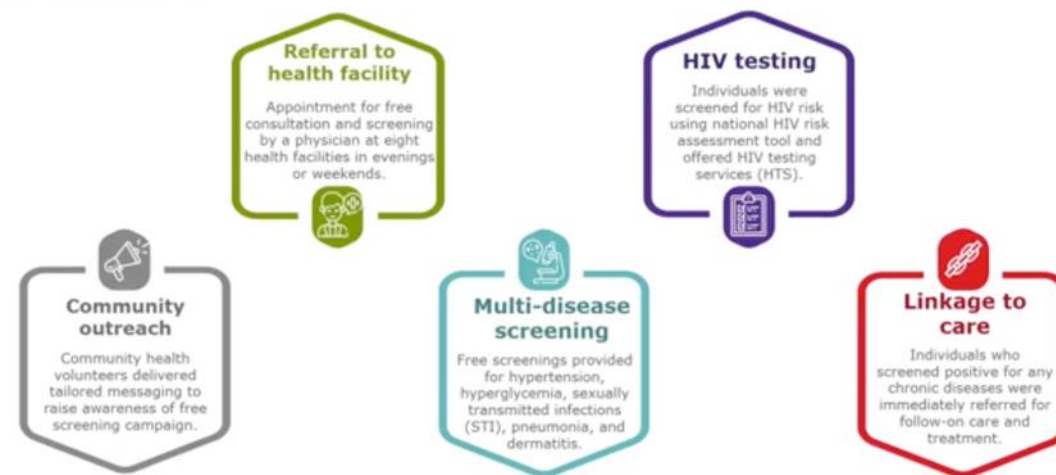 Community
outreach
Community health
volunteers delivered
tailored messaging to
raise awareness of free
screening campaign.
Referral to
health facility
Appointment for free
consultation and screening
by a physician at eight
health facilities in evenings
or weekends.
Multi-disease
screening
Free screenings provided
for hypertension,
hyperglycemia, sexually
transmitted infections
(STI), pneumonia, and
dermatitis.
HIV testing
Individuals were
screened for HIV risk
using national HIV risk
assessment tool and
offered HIV testing
services (HTS).
Linkage to
care
Individuals who
screened positive for any
chronic diseases were
immediately referred for
follow-on care and
treatment.